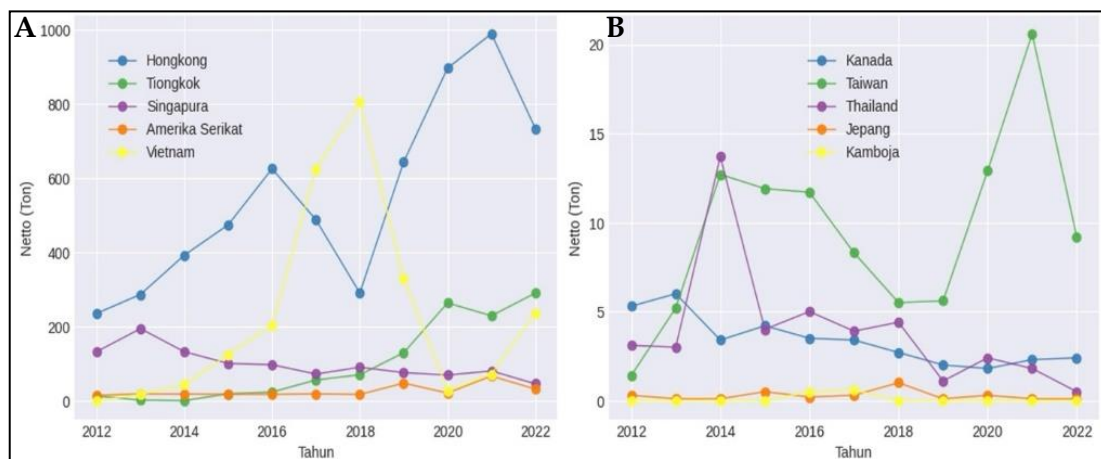 A
1000
800
600
400
200
0
Netto (Ton)
Hongkong
Tiongkok
Singapura
Amerika Serikat
Vietnam
2012 2014 2016 2018 2020 2022
Tahun
B
20
15
10
5
0
Netto (Ton)
Kanada
Taiwan
Thailand
Jepang
Kamboja
2012 2014 2016 2018 2020 2022
Tahun